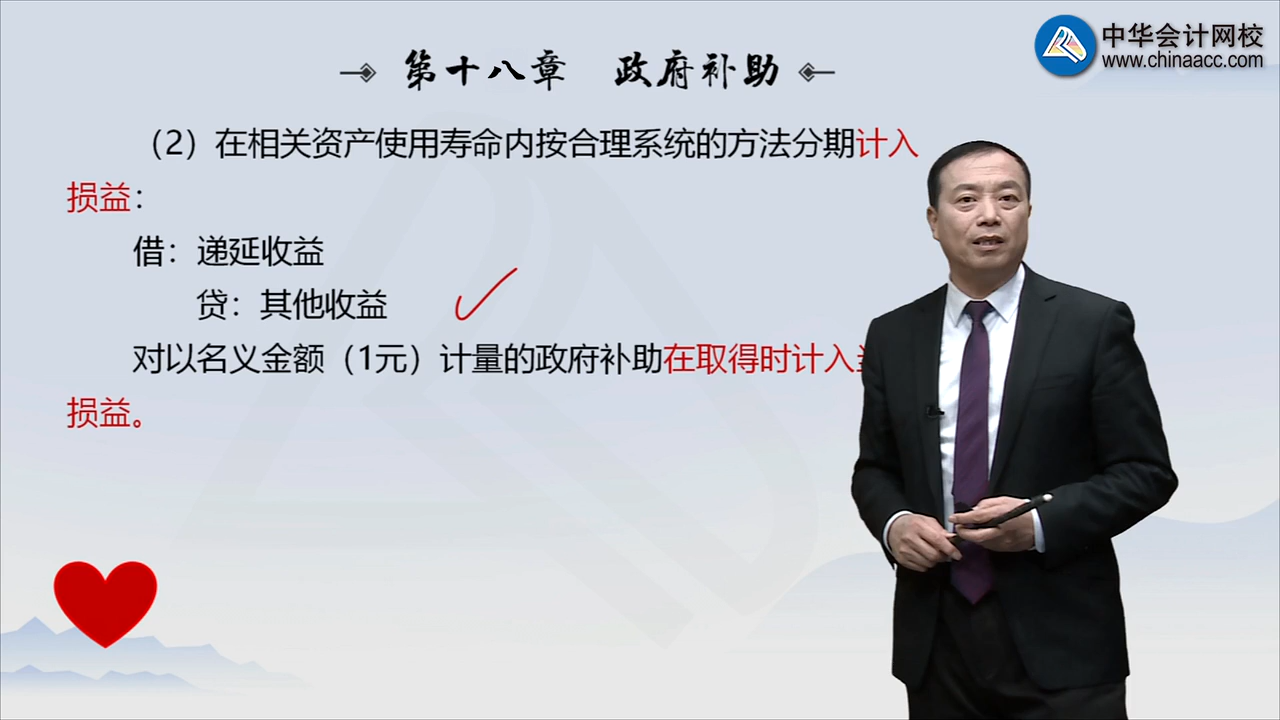 中华会计网校
www.chinaacc.com
第十八章 政府补助
（2）在相关资产使用寿命内按合理系统的方法分期计入
损益：
借：递延收益
贷：其他收益
对以名义金额（1元）计量的政府补助在取得时计入
损益。